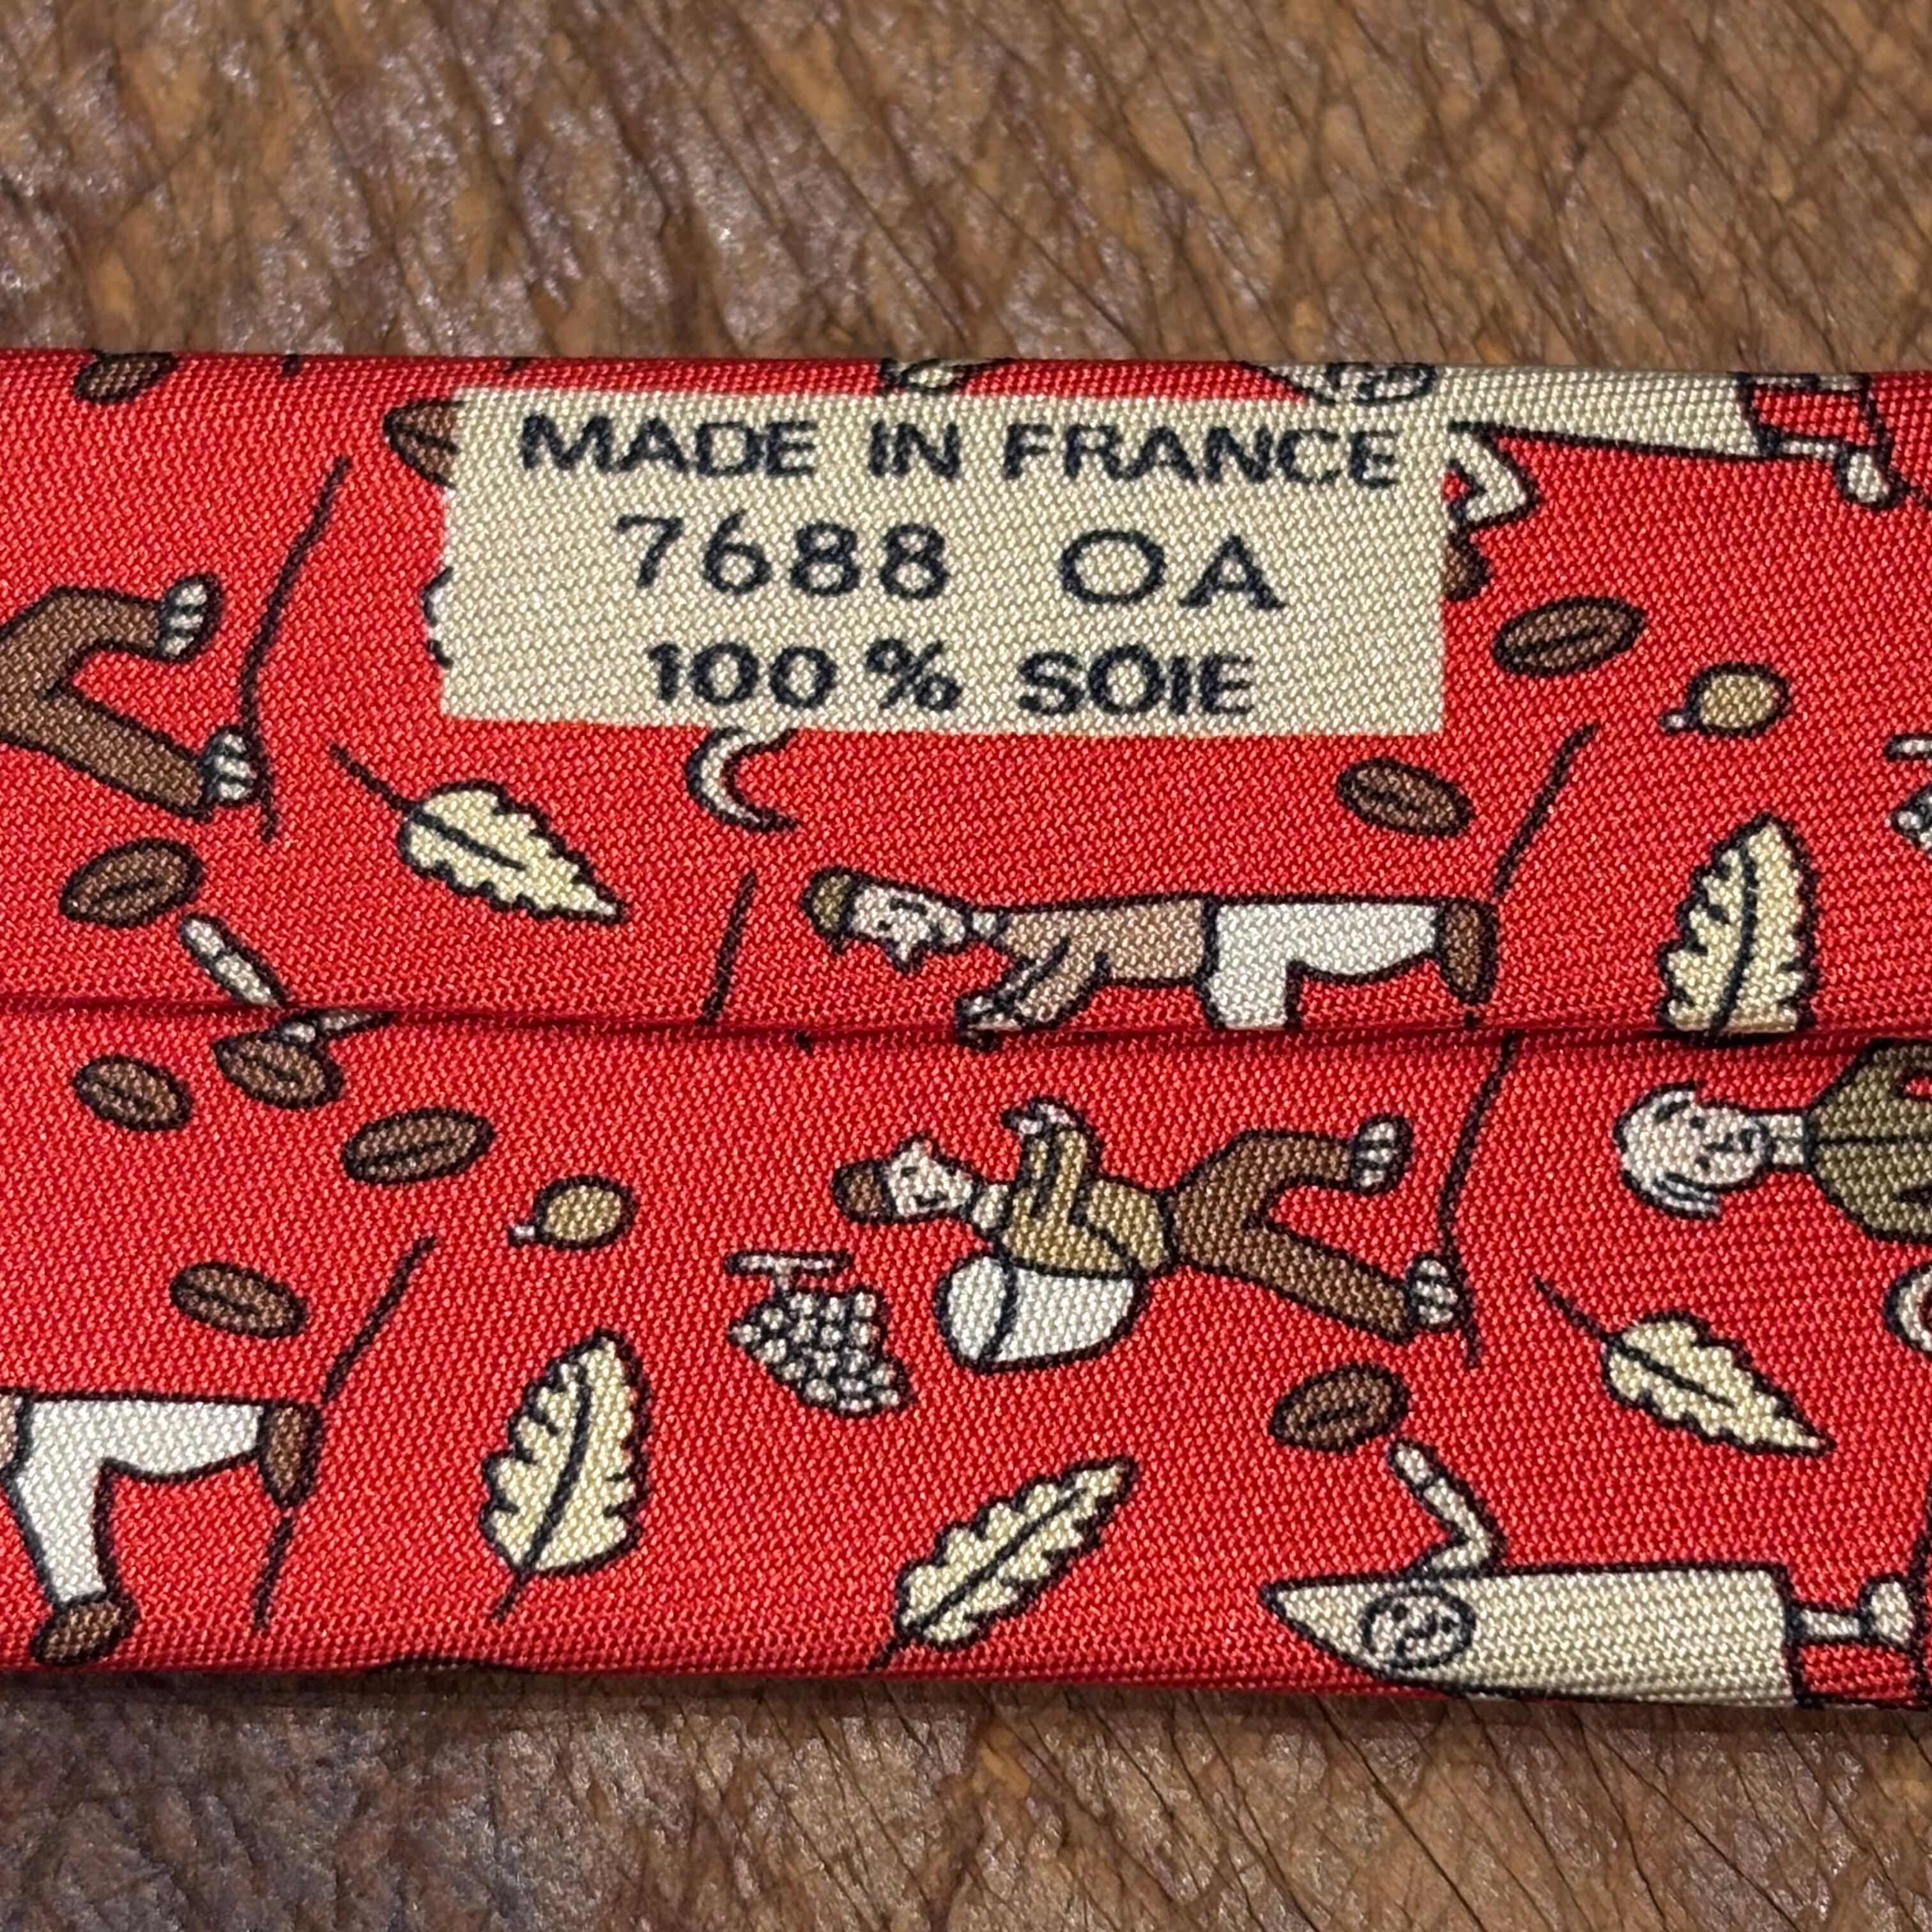 MADE IN FRANCE
7688 OA
100% SOIE